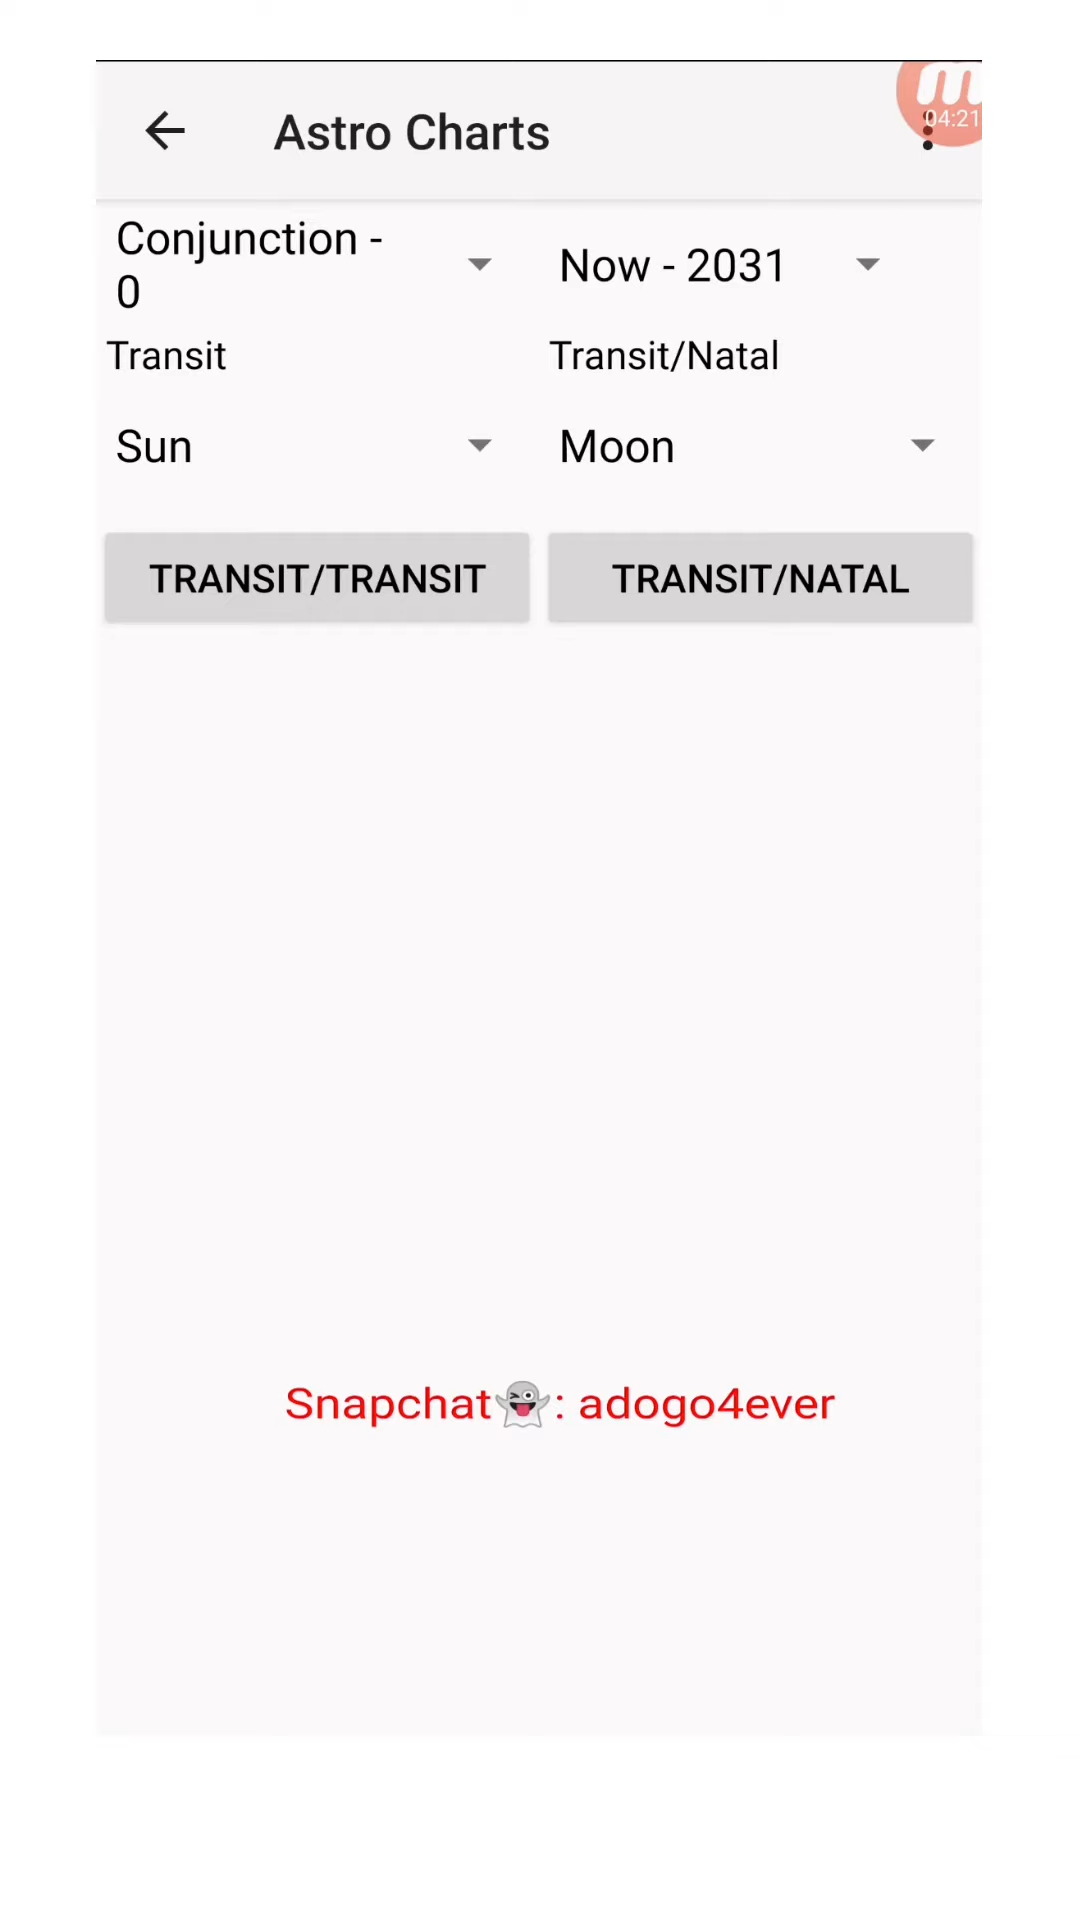 Astro Charts
04:21
Conjunction -
0
Now - 2031
Transit
Transit/Natal
Sun
Moon
TRANSIT/TRANSIT
TRANSIT/NATAL
Snapchat👻: adogo4ever